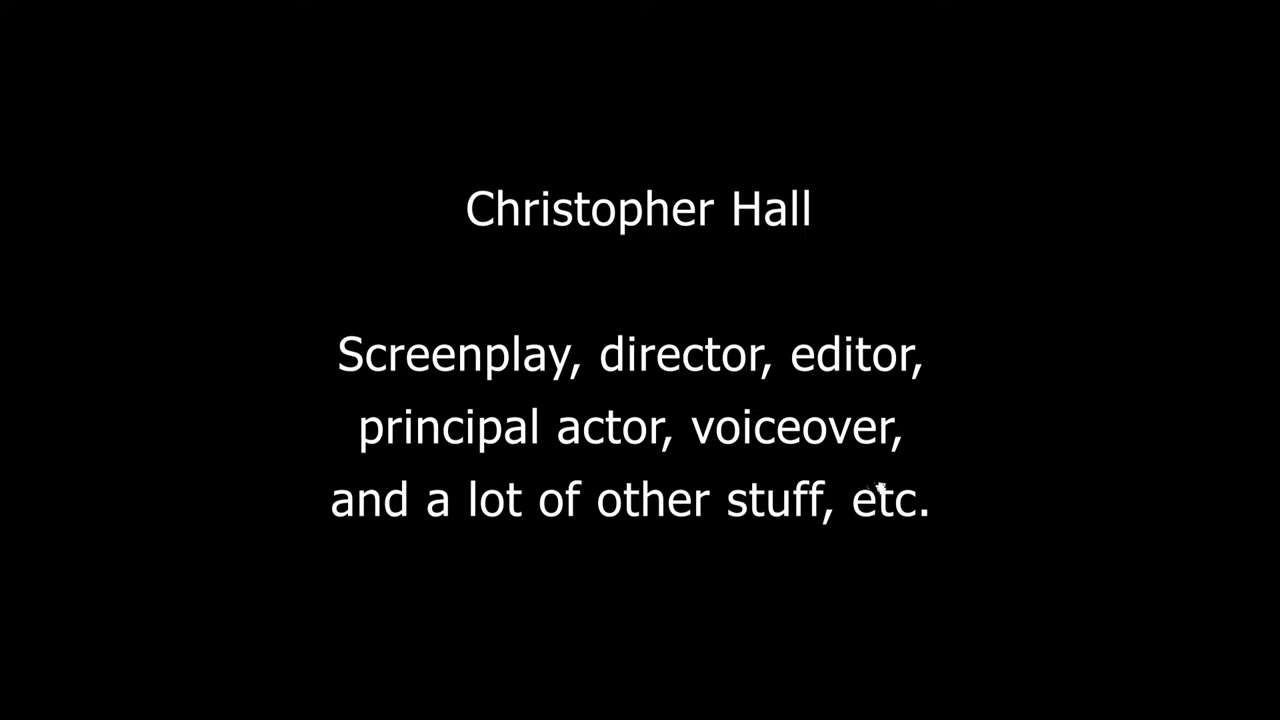 Christopher Hall
Screenplay, director, editor,
principal actor, voiceover,
and a lot of other stuff, etc.